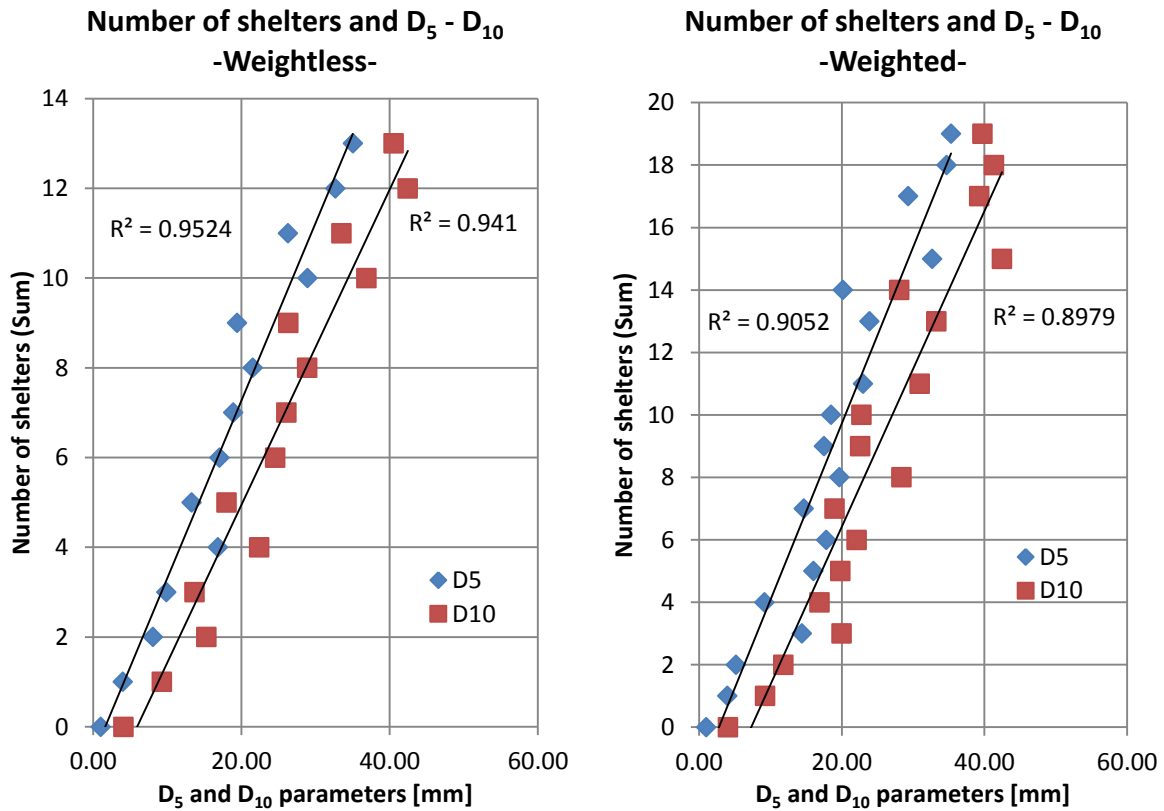 Number of shelters and D₅ - D₁₀
-Weightless-
14
12
10
8
6
4
2
0
Number of shelters (Sum)
R² = 0.9524
R² = 0.941
D5
D10
0.00 20.00 40.00 60.00
D₅ and D₁₀ parameters [mm]
Number of shelters and D₅ - D₁₀
-Weighted-
20
18
16
14
12
10
8
6
4
2
0
Number of shelters (Sum)
R² = 0.9052
R² = 0.8979
D5
D10
0.00 20.00 40.00 60.00
D₅ and D₁₀ parameters [mm]